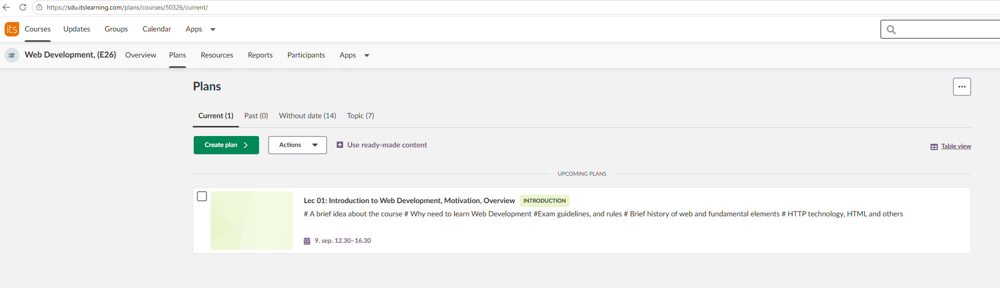 https://sdu.itslearning.com/plans/courses/50326/current/
its Courses Updates Groups Calendar Apps
Web Development, (E26) Overview Plans Resources Reports Participants Apps
Plans
Current (1) Past (0) Without date (14) Topic (7)
Create plan Actions Use ready-made content Table view
UPCOMING PLANS
Lec 01: Introduction to Web Development, Motivation, Overview INTRODUCTION
# A brief idea about the course # Why need to learn Web Development #Exam guidelines, and rules # Brief history of web and fundamental elements # HTTP technology, HTML and others
9. sep. 12.30–16.30